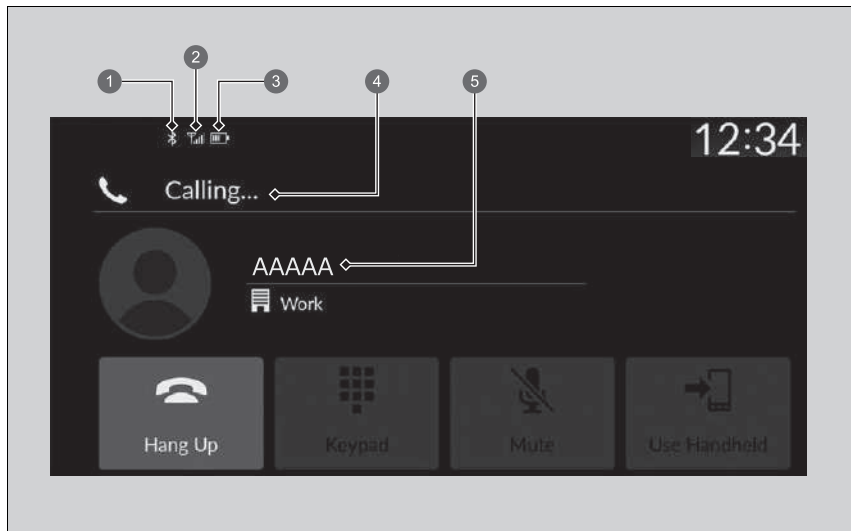 1 2 3 4 5
12:34
Calling...
AAAAA
Work
Hang Up Keypad Mute Use Handheld